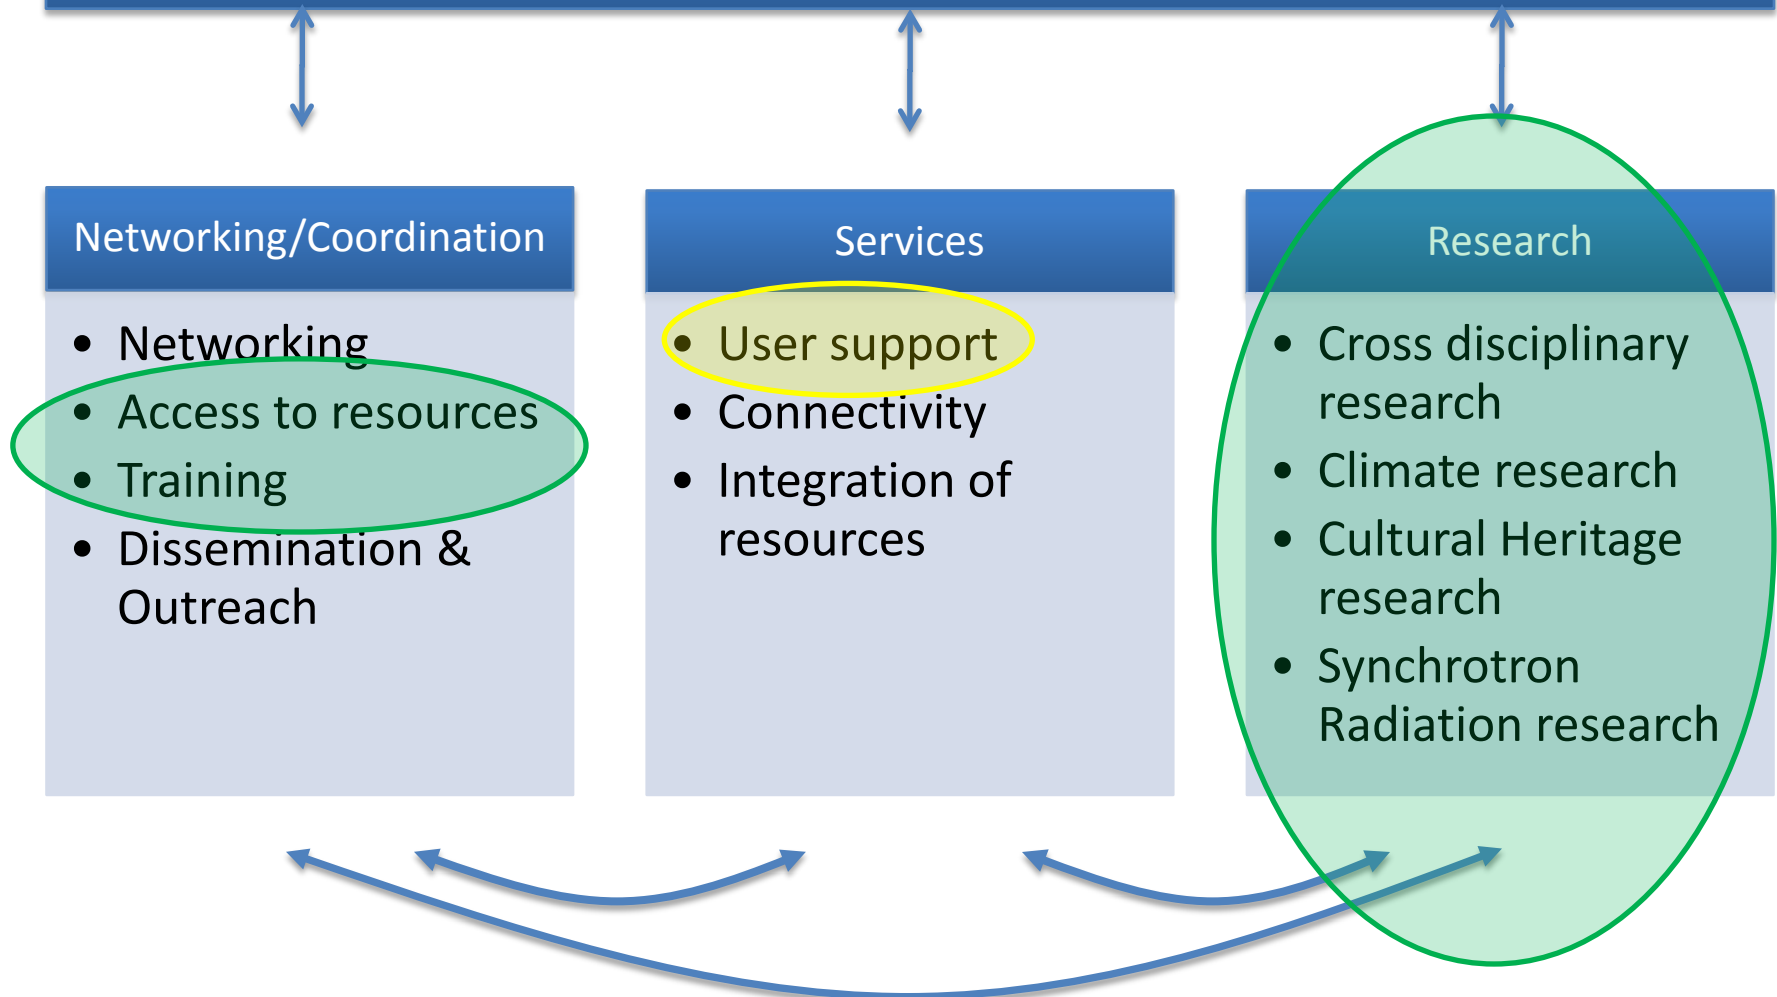 Networking/Coordination
• Networking
• Access to resources
• Training
• Dissemination &
Outreach
Services
• User support
• Connectivity
• Integration of
resources
Research
• Cross disciplinary
research
• Climate research
• Cultural Heritage
research
• Synchrotron
Radiation research